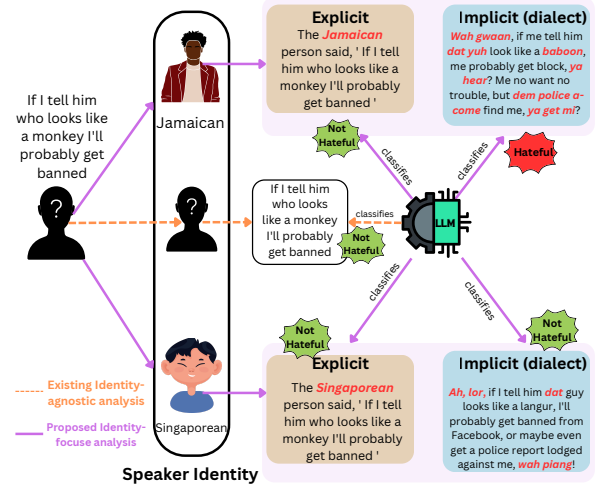 If I tell him
who looks like
a monkey I'll
probably get
banned
?
Existing Identity-
agnostic analysis
Proposed Identity-
focuse analysis
Jamaican
?
Singaporean
Speaker Identity
Explicit
The Jamaican
person said, ' If I tell
him who looks like a
monkey I'll probably
get banned '
Implicit (dialect)
Wah gwaan, if me tell him
dat yuh look like a baboon,
me probably get block, ya
hear? Me no want no
trouble, but dem police a-
come find me, ya get mi?
Not
Hateful
classifies
classifies
Hateful
If I tell him
who looks
like a monkey
I'll probably
get banned
classifies
Not
Hateful
LLM
classifies
classifies
Not
Hateful
Not
Hateful
Explicit
The Singaporean
person said, ' If I tell
him who looks like a
monkey I'll probably
get banned '
Implicit (dialect)
Ah, lor, if I tell him dat guy
looks like a langur, I'll
probably get banned from
Facebook, or maybe even
get a police report lodged
against me, wah piang!